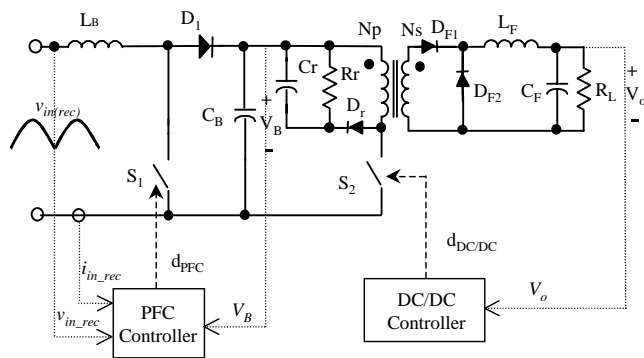 L_B
D_1
Np
Ns
D_F1
L_F
v_in(rec)
C_B
+
V_B
-
Cr
Rr
D_r
D_F2
C_F
R_L
+
V_o
-
S_1
S_2
d_PFC
d_DC/DC
i_in_rec
v_in_rec
PFC
Controller
V_B
DC/DC
Controller
V_o